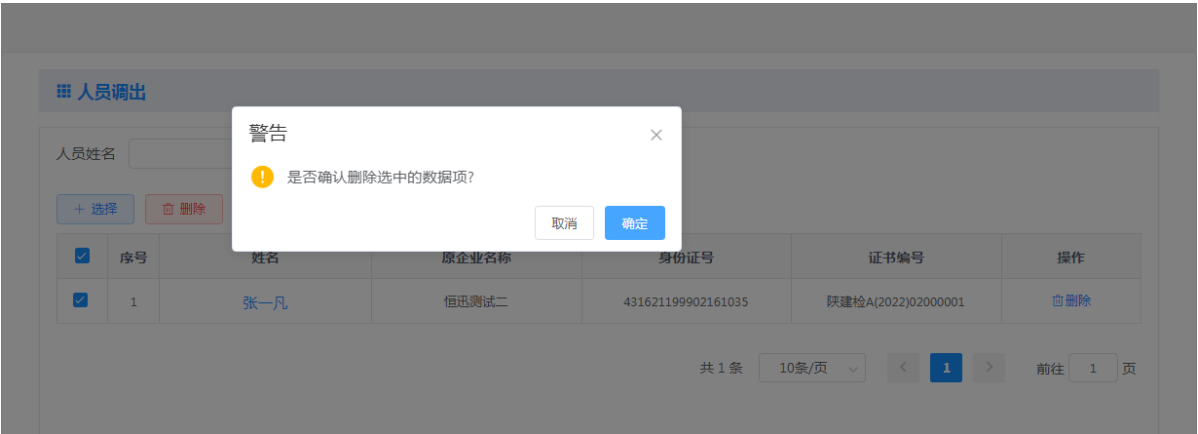 人员调出
警告
人员姓名
是否确认删除选中的数据项?
+ 选择 删除 取消 确定
序号 姓名 原企业名称 身份证号 证书编号 操作
1 张一凡 恒迅测试二 431621199902161035 陕建检A(2022)02000001 删除
共 1 条 10条/页 < 1 > 前往 1 页